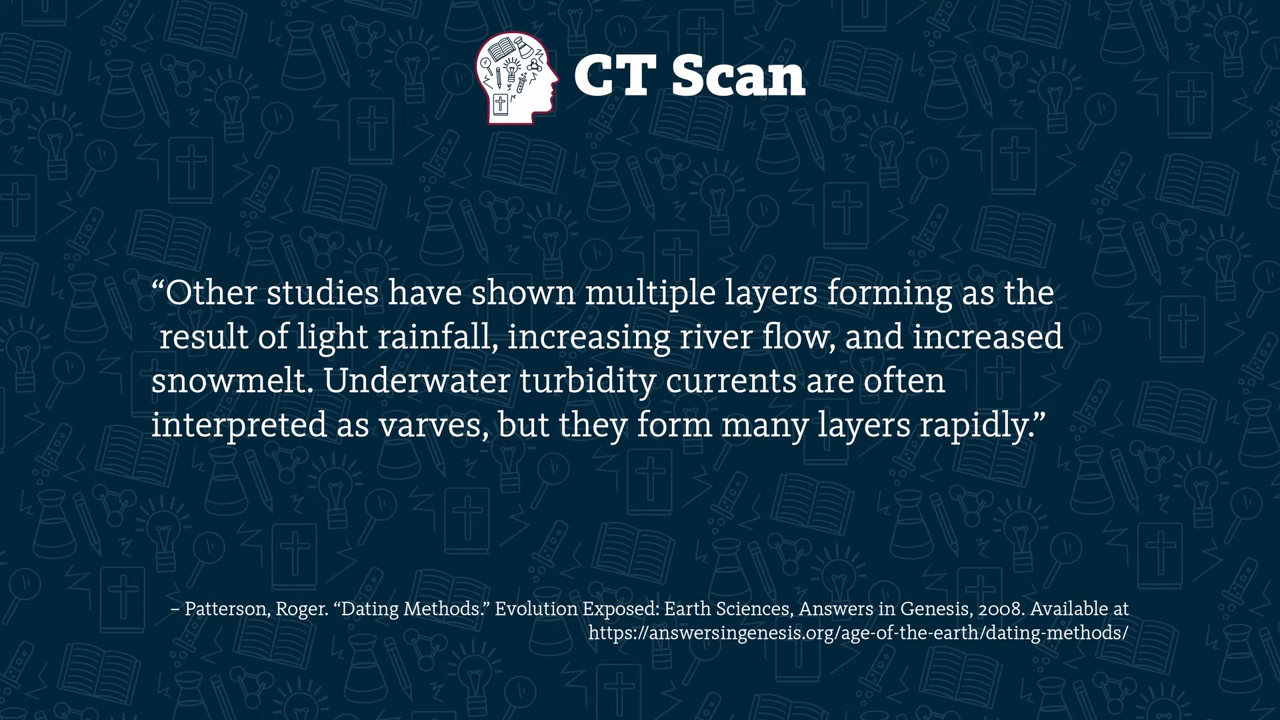 CT Scan
“Other studies have shown multiple layers forming as the
result of light rainfall, increasing river flow, and increased
snowmelt. Underwater turbidity currents are often
interpreted as varves, but they form many layers rapidly.”
– Patterson, Roger. “Dating Methods.” Evolution Exposed: Earth Sciences, Answers in Genesis, 2008. Available at
https://answersingenesis.org/age-of-the-earth/dating-methods/